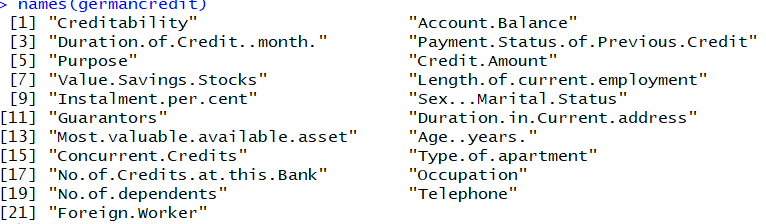 > names(germancredit)
[1] "Creditability" "Account.Balance"
[3] "Duration.of.Credit..month." "Payment.Status.of.Previous.Credit"
[5] "Purpose" "Credit.Amount"
[7] "Value.Savings.Stocks" "Length.of.current.employment"
[9] "Instalment.per.cent" "Sex...Marital.Status"
[11] "Guarantors" "Duration.in.Current.address"
[13] "Most.valuable.available.asset" "Age..years."
[15] "Concurrent.Credits" "Type.of.apartment"
[17] "No.of.Credits.at.this.Bank" "Occupation"
[19] "No.of.dependents" "Telephone"
[21] "Foreign.Worker"